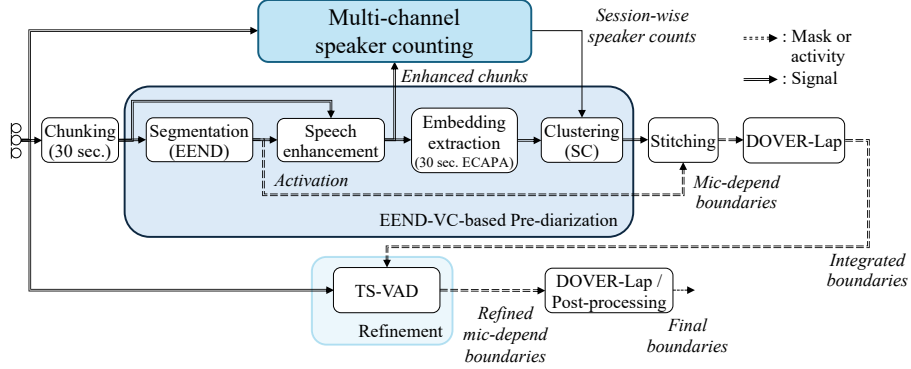 Multi-channel
speaker counting
Session-wise
speaker counts
: Mask or
activity
: Signal
Enhanced chunks
Chunking
(30 sec.)
Segmentation
(EEND)
Speech
enhancement
Embedding
extraction
(30 sec. ECAPA)
Clustering
(SC)
Stitching
DOVER-Lap
Activation
Mic-depend
boundaries
EEND-VC-based Pre-diarization
Integrated
boundaries
TS-VAD
Refinement
DOVER-Lap /
Post-processing
Refined
mic-depend
boundaries
Final
boundaries